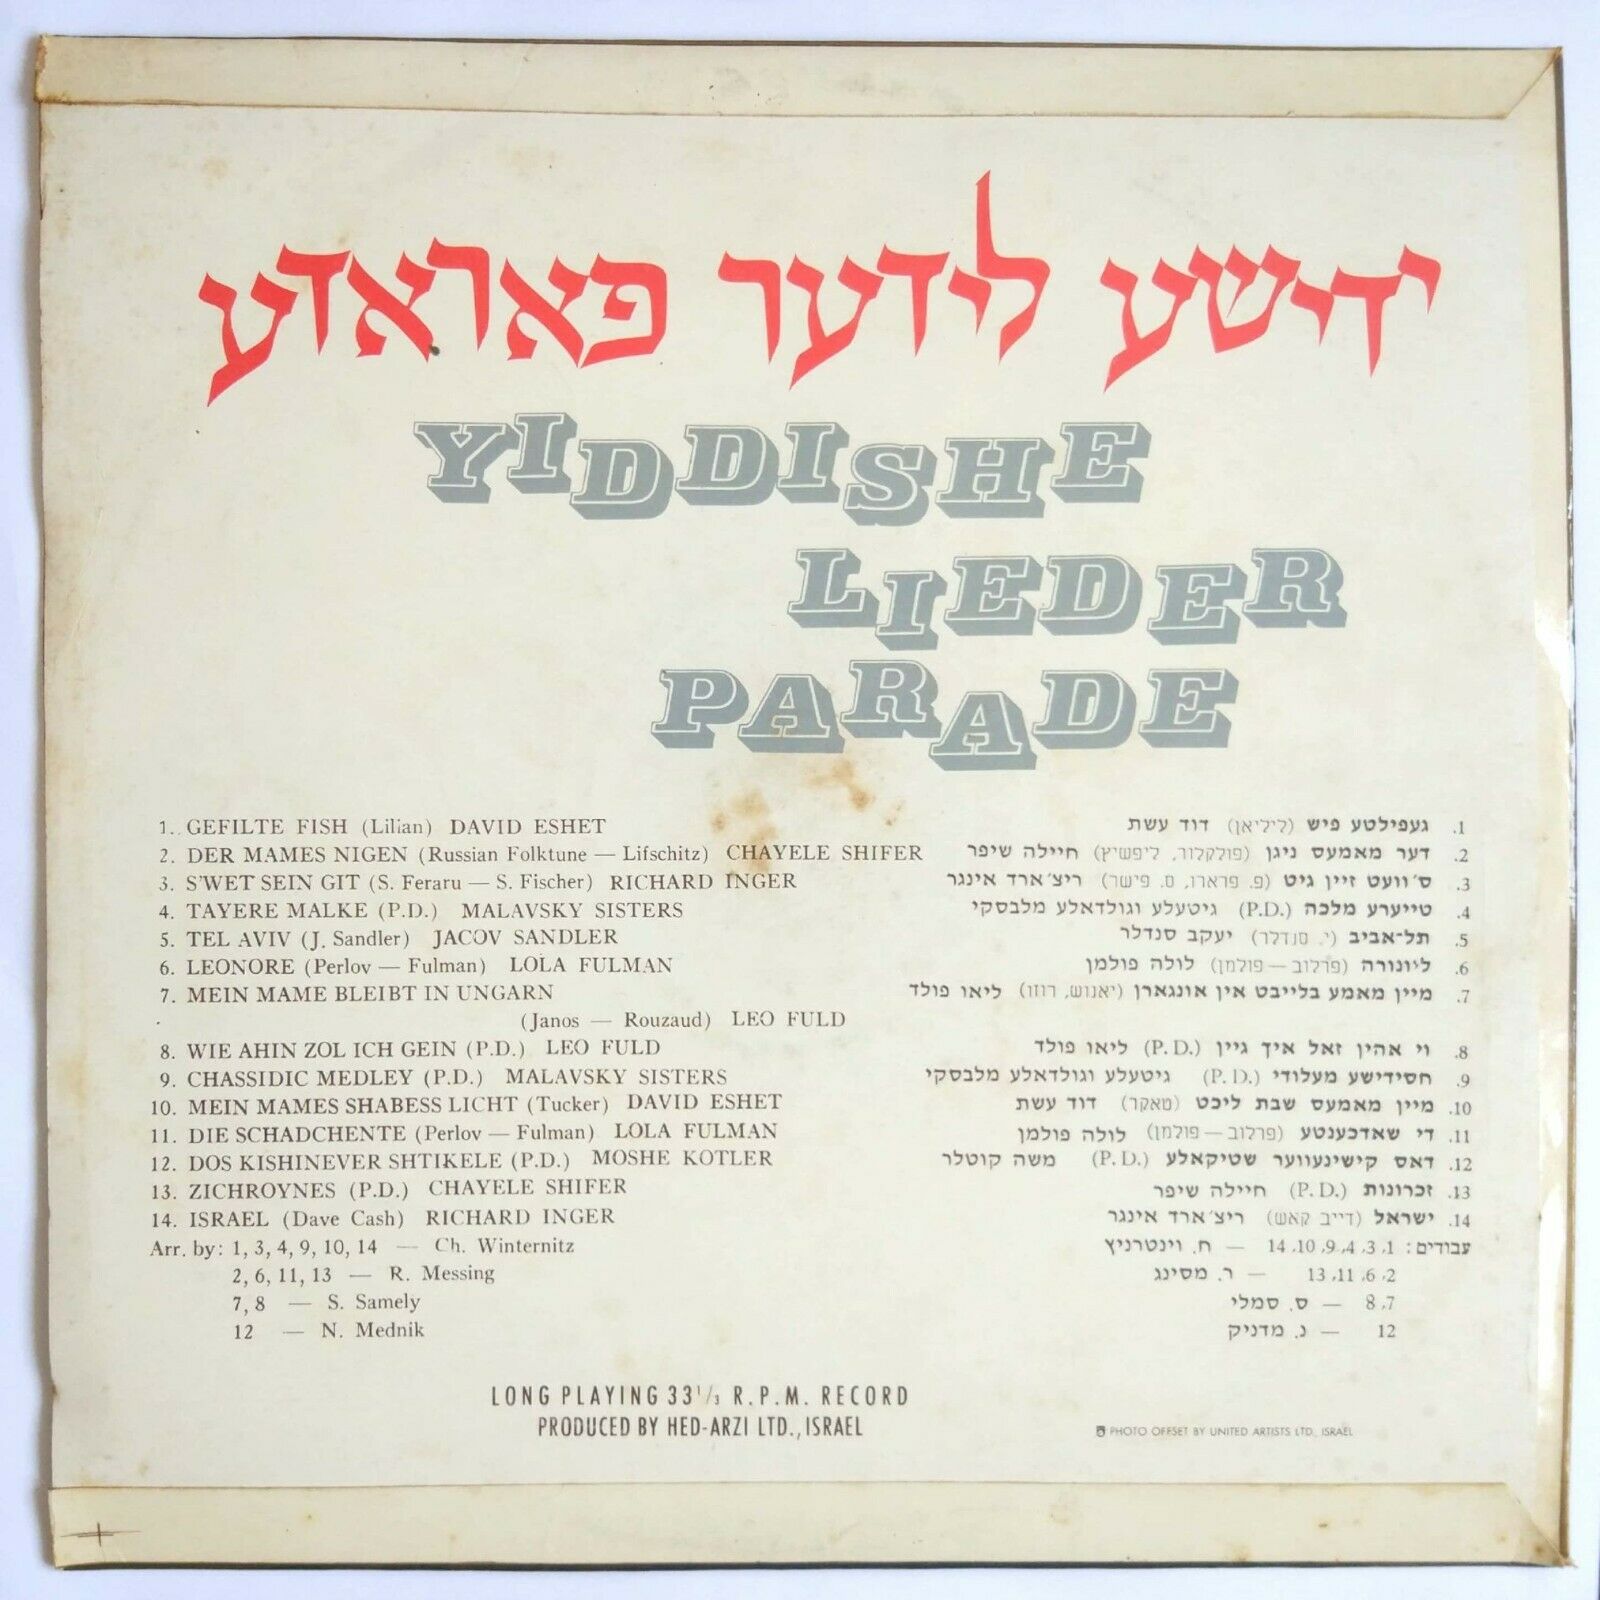 ידישע לידער פאראדע
YIDDISHE
LIEDER
PARADE
1. GEFILTE FISH (Lilian) DAVID ESHET
2. DER MAMES NIGEN (Russian Folktune — Lifschitz) CHAYELE SHIFER
3. S'WET SEIN GIT (S. Feraru — S. Fischer) RICHARD INGER
4. TAYERE MALKE (P.D.) MALAVSKY SISTERS
5. TEL AVIV (J. Sandler) JACOV SANDLER
6. LEONORE (Perlov — Fulman) LOLA FULMAN
7. MEIN MAME BLEIBT IN UNGARN
(Janos — Rouzaud) LEO FULD
8. WIE AHIN ZOL ICH GEIN (P.D.) LEO FULD
9. CHASSIDIC MEDLEY (P.D.) MALAVSKY SISTERS
10. MEIN MAMES SHABESS LICHT (Tucker) DAVID ESHET
11. DIE SCHADCHENTE (Perlov — Fulman) LOLA FULMAN
12. DOS KISHINEVER SHTIKELE (P.D.) MOSHE KOTLER
13. ZICHROYNES (P.D.) CHAYELE SHIFER
14. ISRAEL (Dave Cash) RICHARD INGER
Arr. by: 1, 3, 4, 9, 10, 14 — Ch. Winternitz
2, 6, 11, 13 — R. Messing
7, 8 — S. Samely
12 — N. Mednik
1. געפילטע פיש (ליליאן) דוד עשת
2. דער מאמעס ניגן (פולקלור, ליפשיץ) חיילה שיפר
3. ס'וועט זיין גיט (פ. פרארו, ס. פישר) ריצ'ארד אינגר
4. טייערע מלכה (P.D.) גיטעלע וגולדאלע מלבסקי
5. תל-אביב (י. סנדלר) יעקב סנדלר
6. ליונורה (פרלוב — פולמן) לולה פולמן
7. מיין מאמע בלייבט אין אונגארן (יאנוש, רוזו) ליאו פולד
8. וי אהין זאל איך גיין (P.D.) ליאו פולד
9. חסידישע מעלודי (P.D.) גיטעלע וגולדאלע מלבסקי
10. מיין מאמעס שבת ליכט (טאקר) דוד עשת
11. די שאדכענטע (פרלוב — פולמן) לולה פולמן
12. דאס קישינעווער שטיקאלע (P.D.) משה קוטלר
13. זכרונות (P.D.) חיילה שיפר
14. ישראל (דייב קאש) ריצ'ארד אינגר
עבודים: 1, 3, 4, 9, 10, 14 — ח. וינטרניץ
2, 6, 11, 13 — ר. מסינג
7, 8 — ס. סמלי
12 — נ. מדניק
LONG PLAYING 33 1/3 R.P.M. RECORD
PRODUCED BY HED-ARZI LTD., ISRAEL
PHOTO OFFSET BY UNITED ARTISTS LTD., ISRAEL